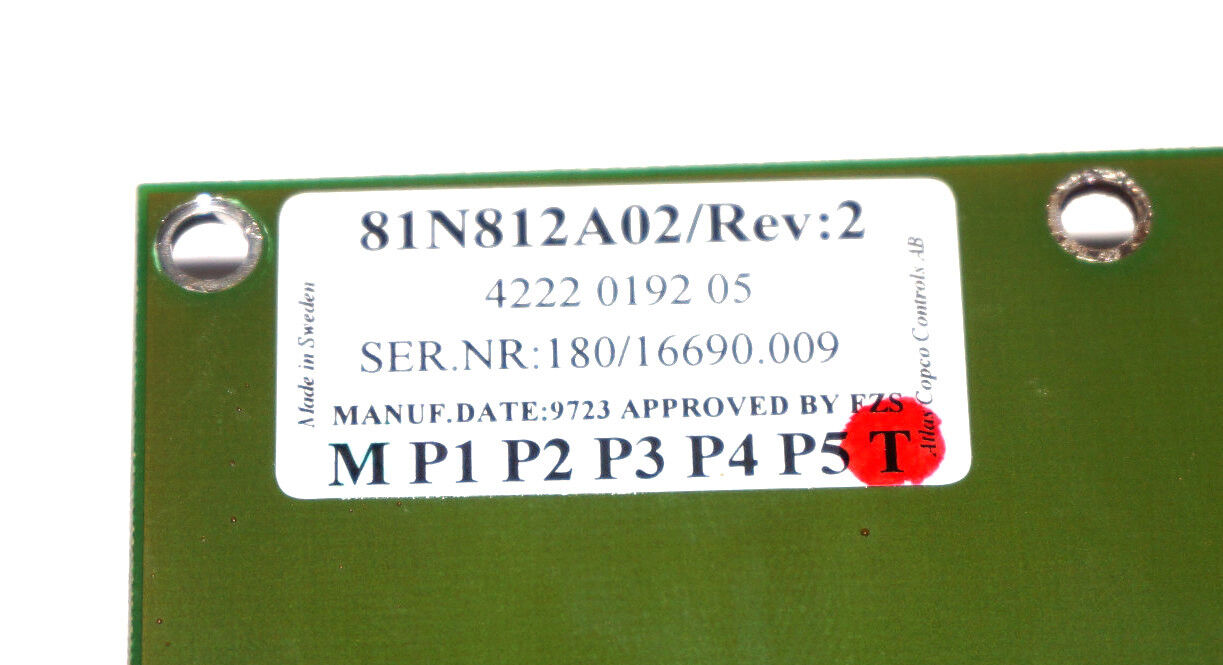 81N812A02/Rev:2
4222 0192 05
SER.NR:180/16690.009
MANUF.DATE:9723 APPROVED BY FZS
M P1 P2 P3 P4 P5 T
Made in Sweden
Atlas Copco Controls AB